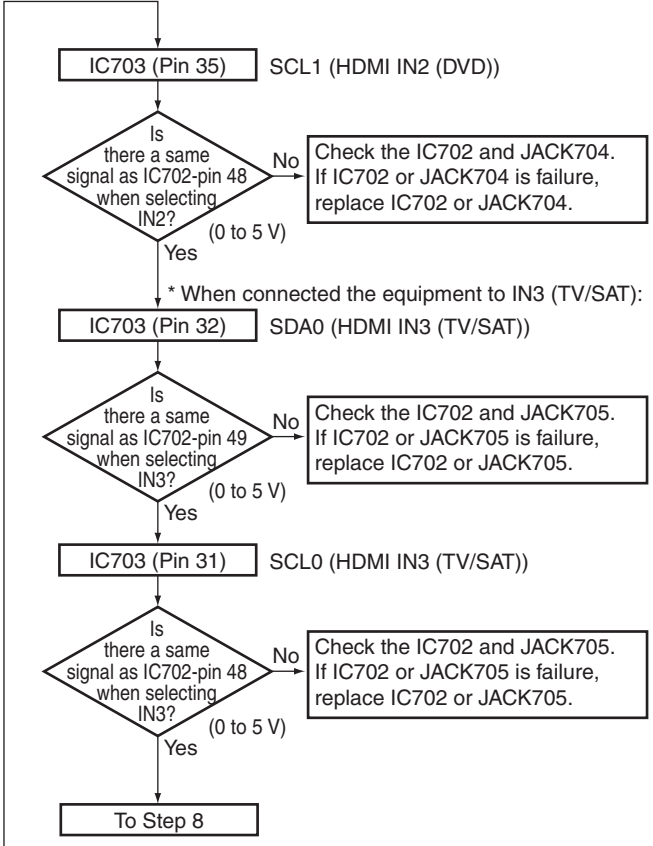 IC703 (Pin 35)
SCL1 (HDMI IN2 (DVD))
Is
there a same
signal as IC702-pin 48
when selecting
IN2?
(0 to 5 V)
No
Check the IC702 and JACK704.
If IC702 or JACK704 is failure,
replace IC702 or JACK704.
Yes
* When connected the equipment to IN3 (TV/SAT):
IC703 (Pin 32)
SDA0 (HDMI IN3 (TV/SAT))
Is
there a same
signal as IC702-pin 49
when selecting
IN3?
(0 to 5 V)
No
Check the IC702 and JACK705.
If IC702 or JACK705 is failure,
replace IC702 or JACK705.
Yes
IC703 (Pin 31)
SCL0 (HDMI IN3 (TV/SAT))
Is
there a same
signal as IC702-pin 48
when selecting
IN3?
(0 to 5 V)
No
Check the IC702 and JACK705.
If IC702 or JACK705 is failure,
replace IC702 or JACK705.
Yes
To Step 8